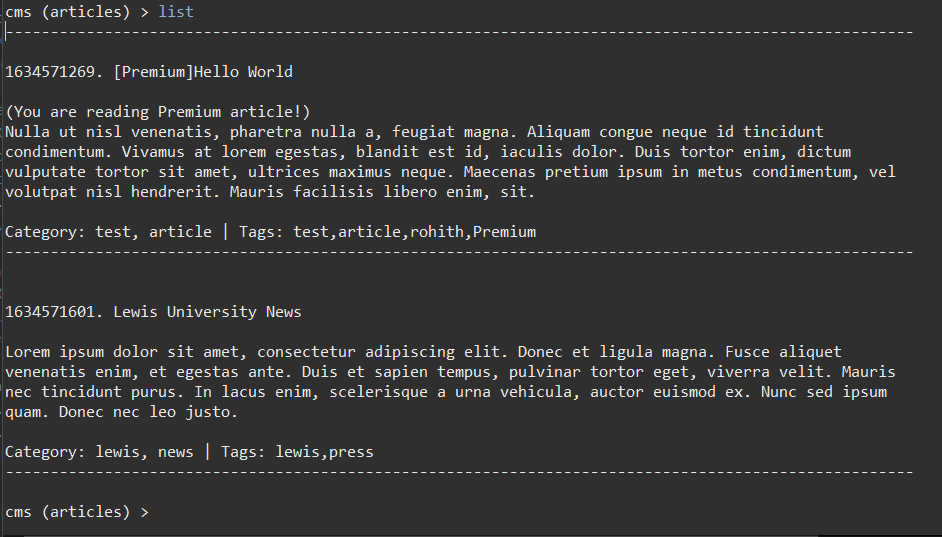 cms (articles) > list
-----------------------------------------------------------------------------------------------------
1634571269. [Premium]Hello World
(You are reading Premium article!)
Nulla ut nisl venenatis, pharetra nulla a, feugiat magna. Aliquam congue neque id tincidunt
condimentum. Vivamus at lorem egestas, blandit est id, iaculis dolor. Duis tortor enim, dictum
vulputate tortor sit amet, ultrices maximus neque. Maecenas pretium ipsum in metus condimentum, vel
volutpat nisl hendrerit. Mauris facilisis libero enim, sit.
Category: test, article | Tags: test,article,rohith,Premium
-----------------------------------------------------------------------------------------------------
1634571601. Lewis University News
Lorem ipsum dolor sit amet, consectetur adipiscing elit. Donec et ligula magna. Fusce aliquet
venenatis enim, et egestas ante. Duis et sapien tempus, pulvinar tortor eget, viverra velit. Mauris
nec tincidunt purus. In lacus enim, scelerisque a urna vehicula, auctor euismod ex. Nunc sed ipsum
quam. Donec nec leo justo.
Category: lewis, news | Tags: lewis,press
-----------------------------------------------------------------------------------------------------
cms (articles) >